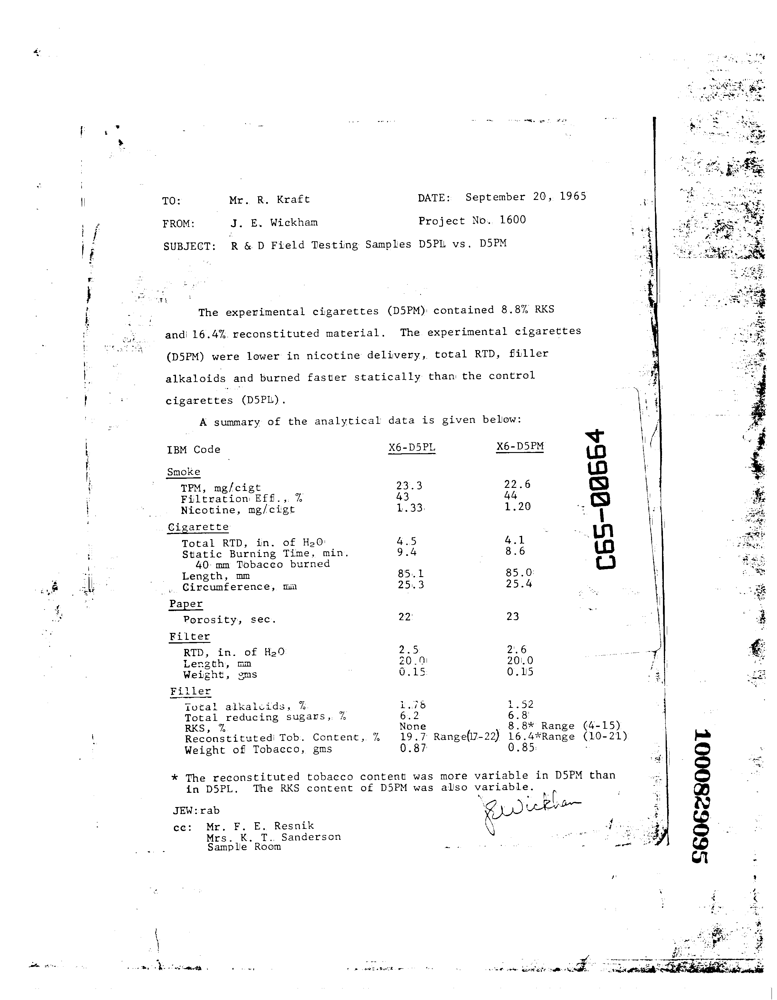 TO: Mr. R. Kraft DATE: September 20, 1965
FROM: J. E. Wickham Project No. 1600
SUBJECT: R & D Field Testing Samples D5PL vs. D5PM
The experimental cigarettes (D5PM) contained 8.8% RKS
and 16.4% reconstituted material. The experimental cigarettes
(D5PM) were lower in nicotine delivery, total RTD, filler
alkaloids and burned faster statically than the control
cigarettes (D5PL).
A summary of the analytical data is given below:
IBM Code X6-D5PL X6-D5PM
Smoke
TPM, mg/cigt 23.3 22.6
Filtration Eff., % 43 44
Nicotine, mg/cigt 1.33 1.20
Cigarette
Total RTD, in. of H2O 4.5 4.1
Static Burning Time, min. 9.4 8.6
40 mm Tobacco burned
Length, mm 85.1 85.0
Circumference, mm 25.3 25.4
Paper
Porosity, sec. 22 23
Filter
RTD, in. of H2O 2.5 2.6
Length, mm 20.0 20.0
Weight, gms 0.15 0.15
Filler
Total alkaloids, % 1.78 1.52
Total reducing sugars, % 6.2 6.8
RKS, % None 8.8* Range (4-15)
Reconstituted Tob. Content, % 19.7 Range(17-22) 16.4*Range (10-21)
Weight of Tobacco, gms 0.87 0.85
* The reconstituted tobacco content was more variable in D5PM than
in D5PL. The RKS content of D5PM was also variable.
JEWickham
JEW:rab
cc: Mr. F. E. Resnik
Mrs. K. T. Sanderson
Sample Room
C65-00664
1000829095